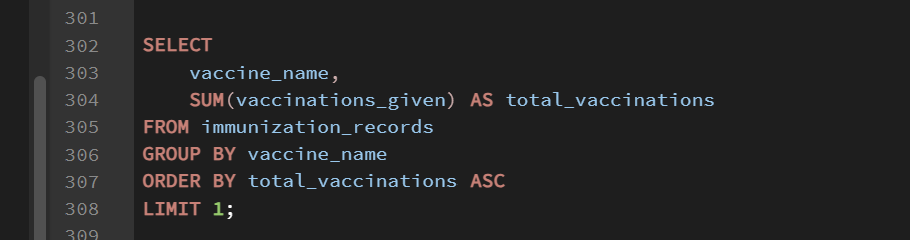 301
302 SELECT
303 vaccine_name,
304 SUM(vaccinations_given) AS total_vaccinations
305 FROM immunization_records
306 GROUP BY vaccine_name
307 ORDER BY total_vaccinations ASC
308 LIMIT 1;
309